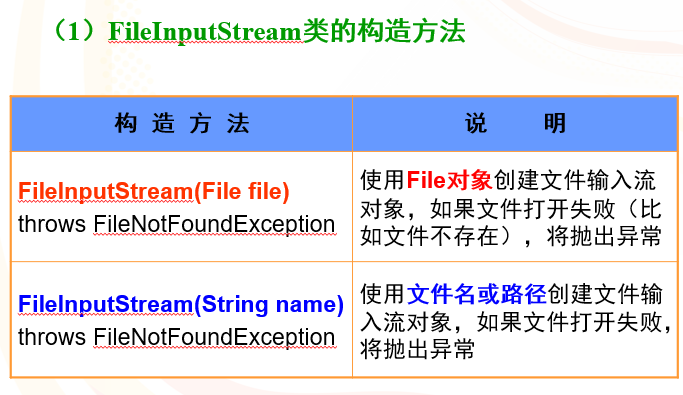 （1）FileInputStream类的构造方法
构 造 方 法
说 明
FileInputStream(File file)
throws FileNotFoundException
使用File对象创建文件输入流
对象，如果文件打开失败（比
如文件不存在），将抛出异常
FileInputStream(String name)
throws FileNotFoundException
使用文件名或路径创建文件输
入流对象，如果文件打开失败，
将抛出异常